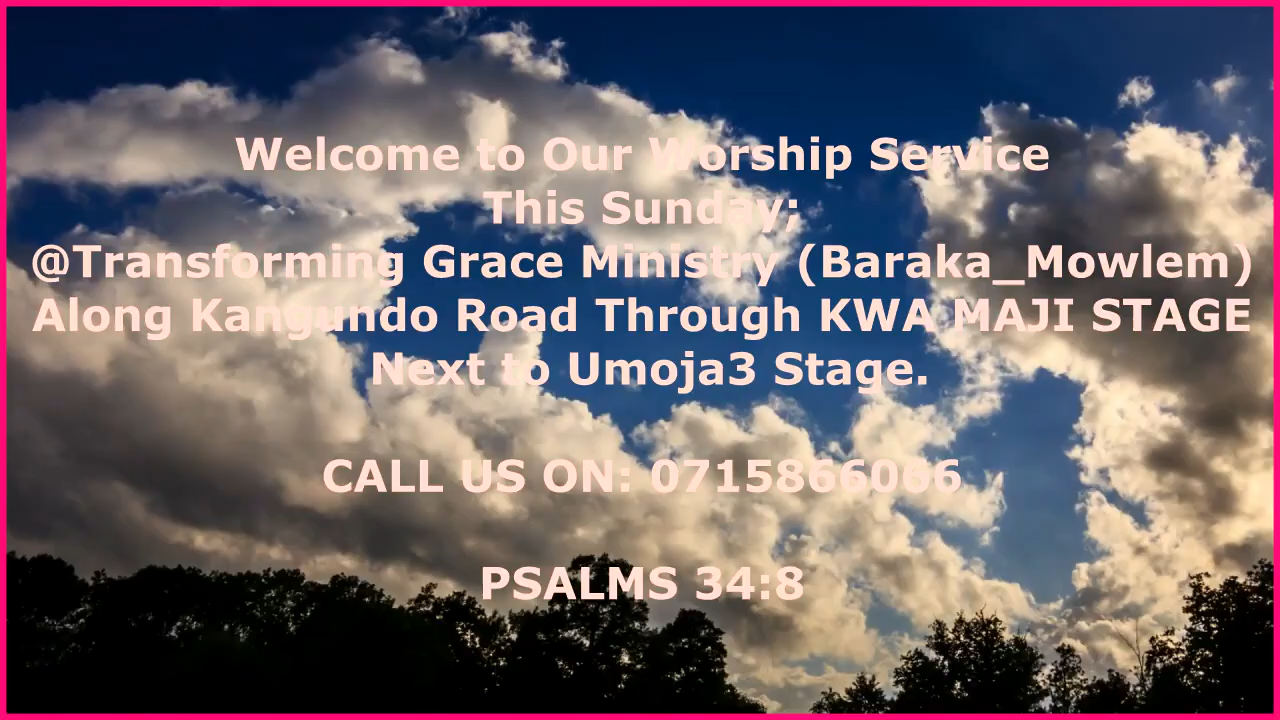 Welcome to Our Worship Service
This Sunday;
@Transforming Grace Ministry (Baraka_Mowlem)
Along Kangundo Road Through KWA MAJI STAGE
Next to Umoja3 Stage.
CALL US ON: 0715866066
PSALMS 34:8